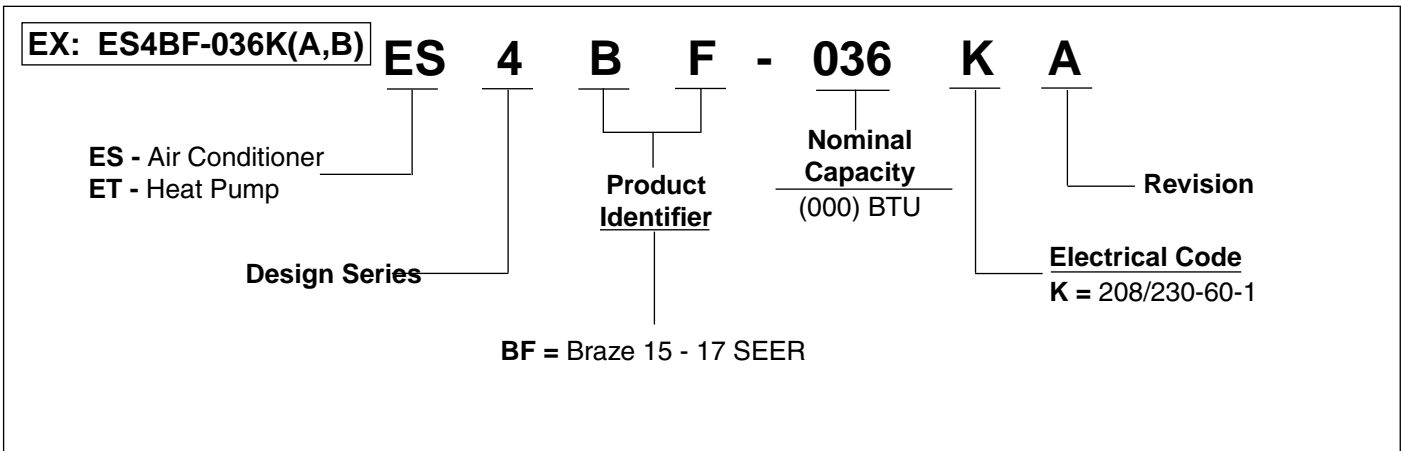 EX: ES4BF-036K(A,B)
ES 4 B F - 036 K A
ES - Air Conditioner
ET - Heat Pump
Design Series
Product
Identifier
BF = Braze 15 - 17 SEER
Nominal
Capacity
(000) BTU
Revision
Electrical Code
K = 208/230-60-1